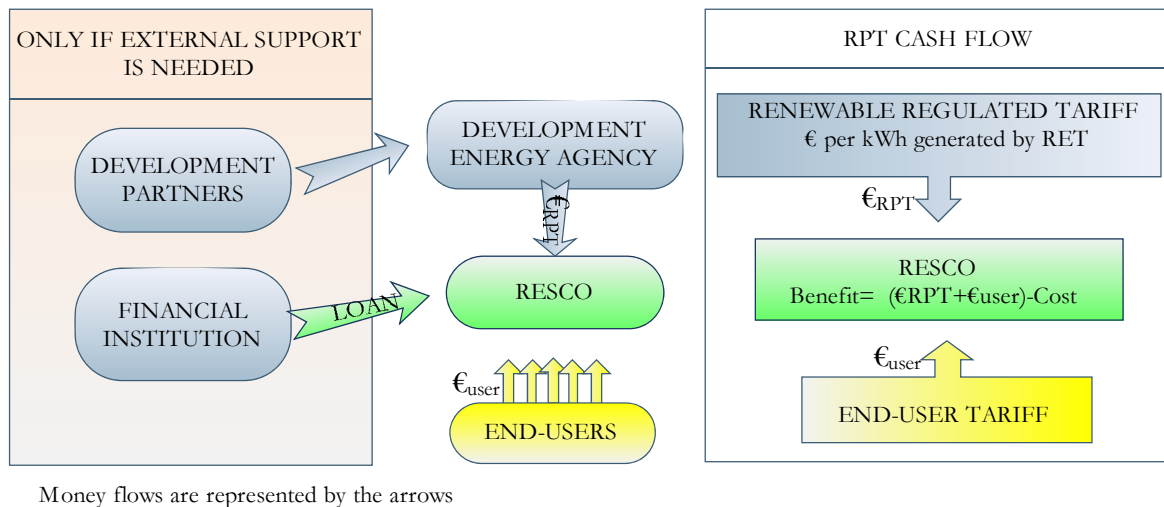 ONLY IF EXTERNAL SUPPORT
IS NEEDED
DEVELOPMENT
PARTNERS
FINANCIAL
INSTITUTION
LOAN
DEVELOPMENT
ENERGY AGENCY
€RPT
RESCO
€user
END-USERS
RPT CASH FLOW
RENEWABLE REGULATED TARIFF
€ per kWh generated by RET
€RPT
RESCO
Benefit= (€RPT+€user)-Cost
€user
END-USER TARIFF
Money flows are represented by the arrows